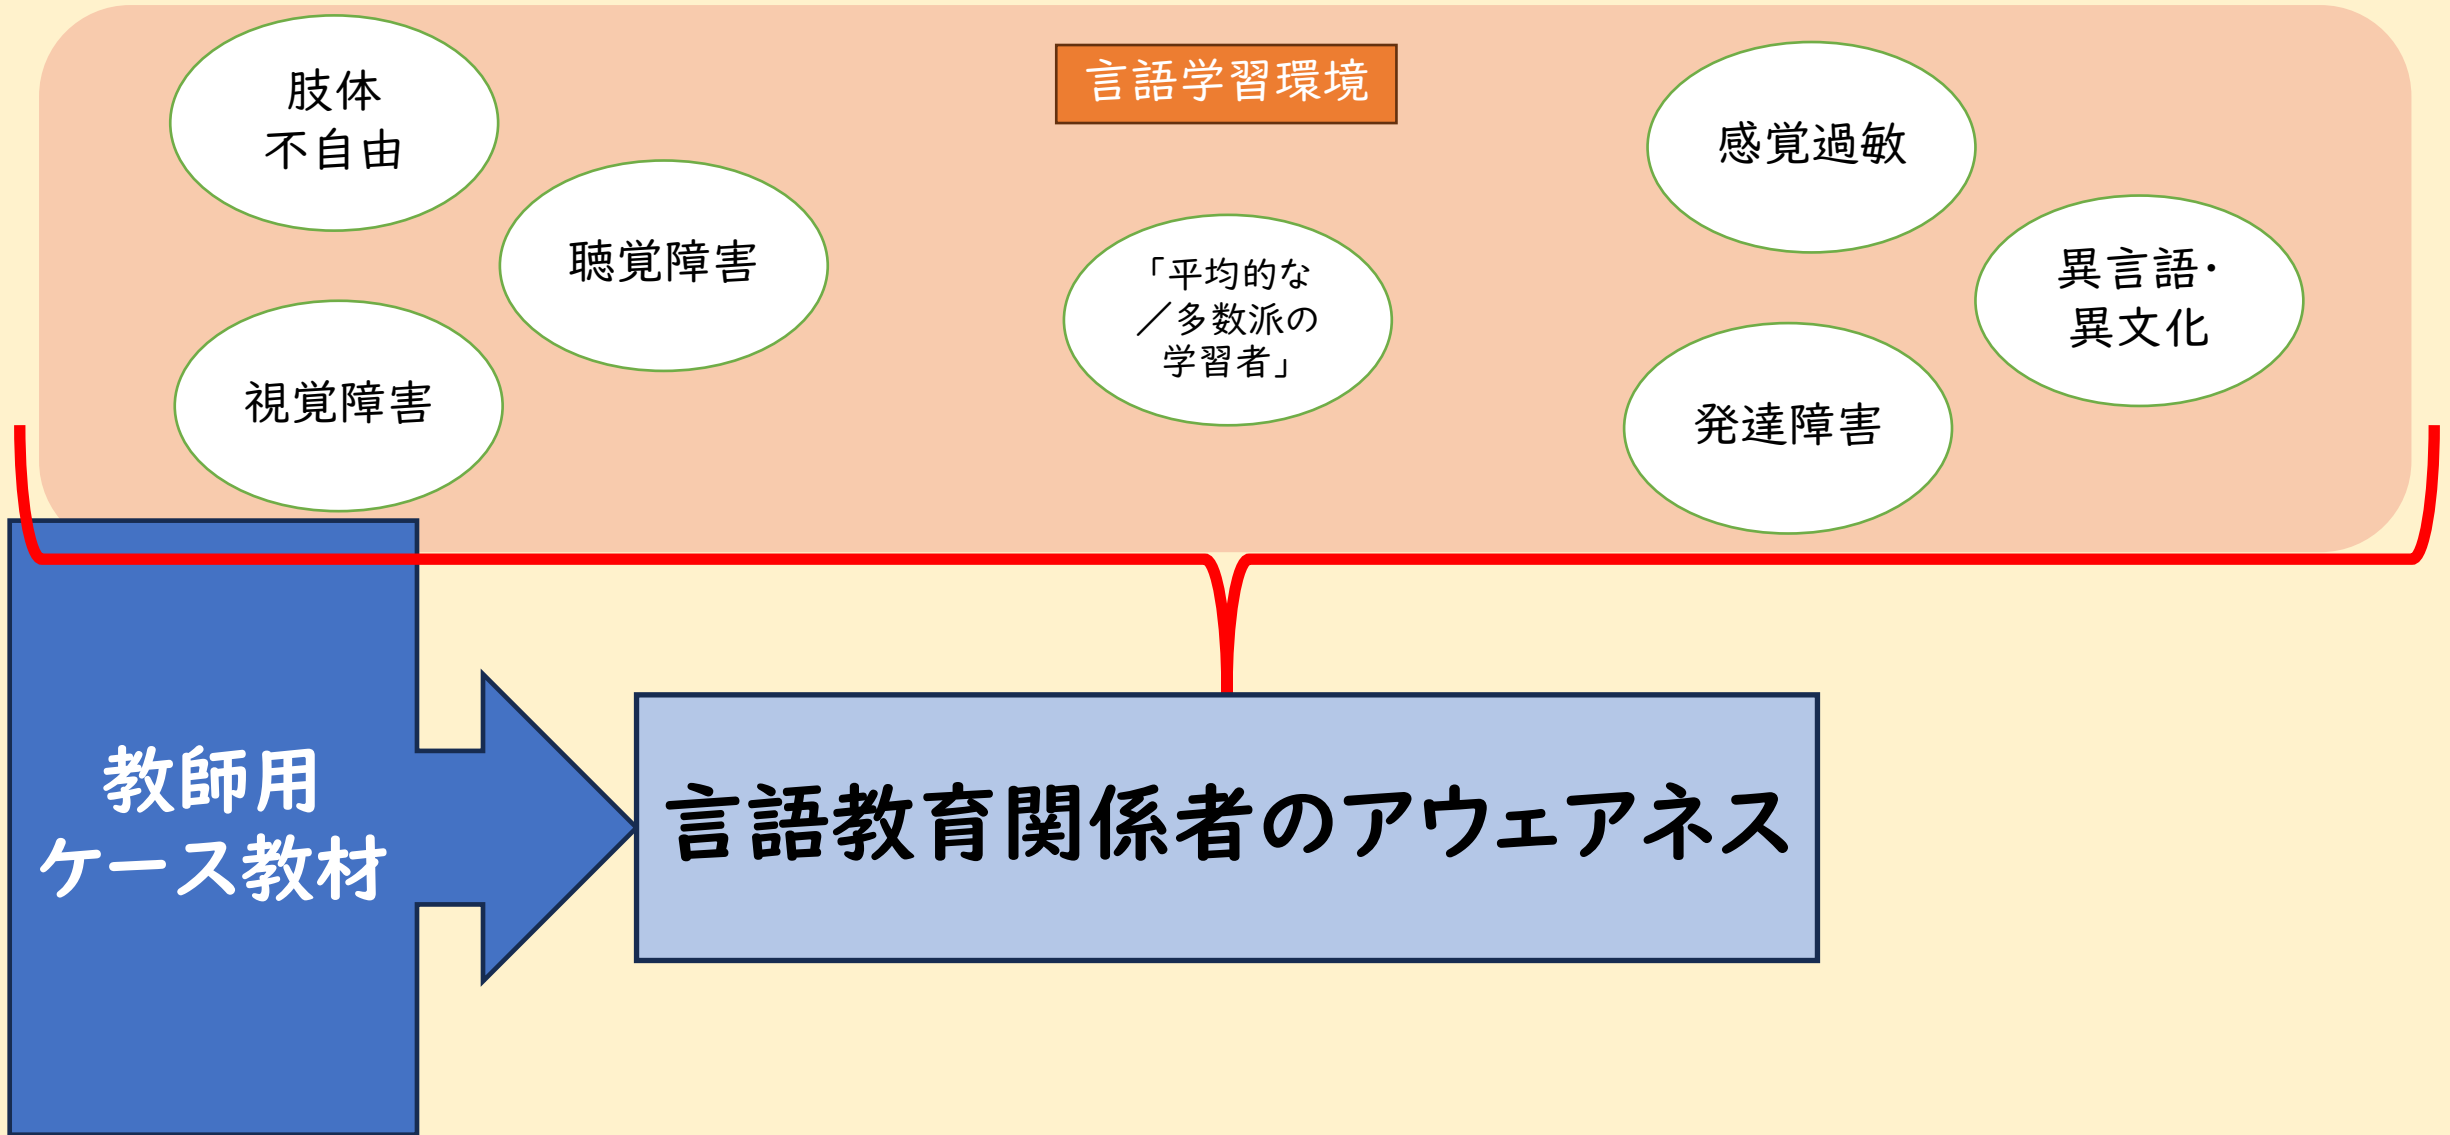 言語学習環境
肢体
不自由
聴覚障害
視覚障害
「平均的な
／多数派の
学習者」
感覚過敏
異言語・
異文化
発達障害
教師用
ケース教材
言語教育関係者のアウェアネス